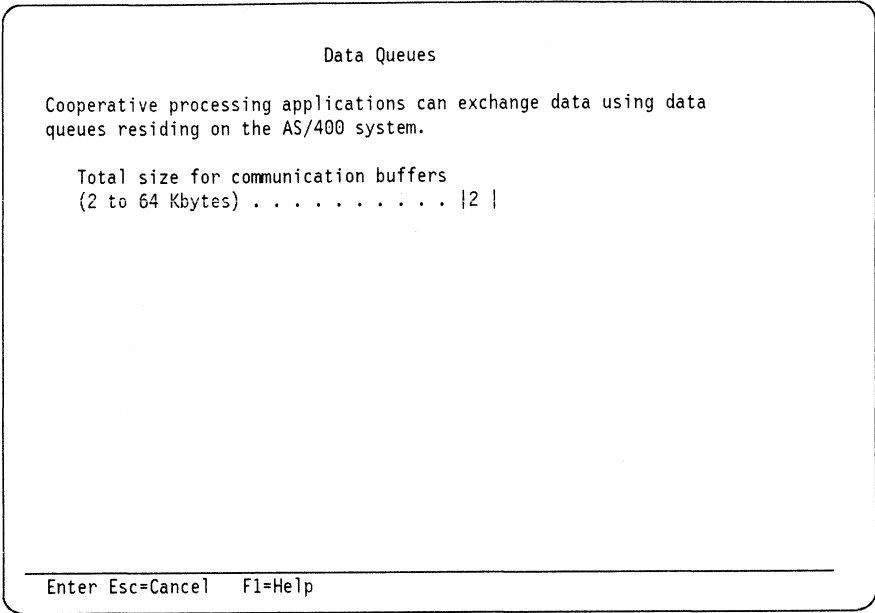 Data Queues
Cooperative processing applications can exchange data using data
queues residing on the AS/400 system.
Total size for communication buffers
(2 to 64 Kbytes) . . . . . . . . . . |2 |
Enter Esc=Cancel F1=Help